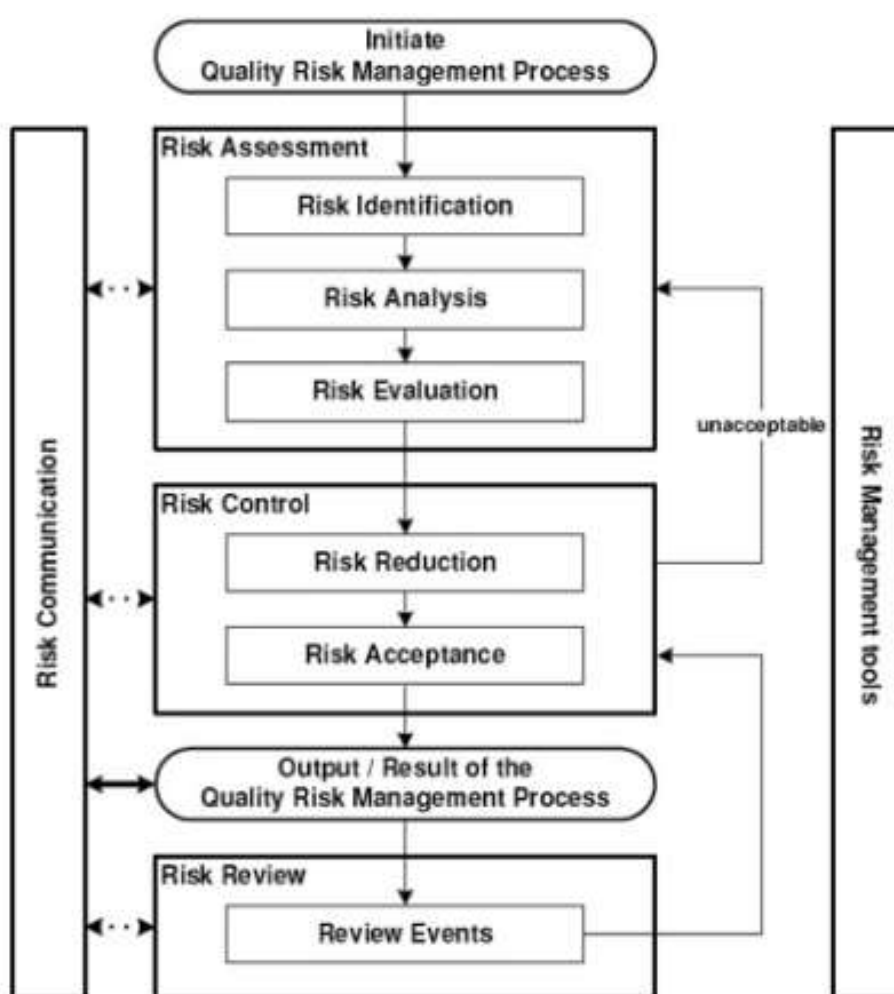 Initiate
Quality Risk Management Process
Risk Assessment
Risk Identification
Risk Analysis
Risk Evaluation
unacceptable
Risk Communication
Risk Management tools
Risk Control
Risk Reduction
Risk Acceptance
Output / Result of the
Quality Risk Management Process
Risk Review
Review Events